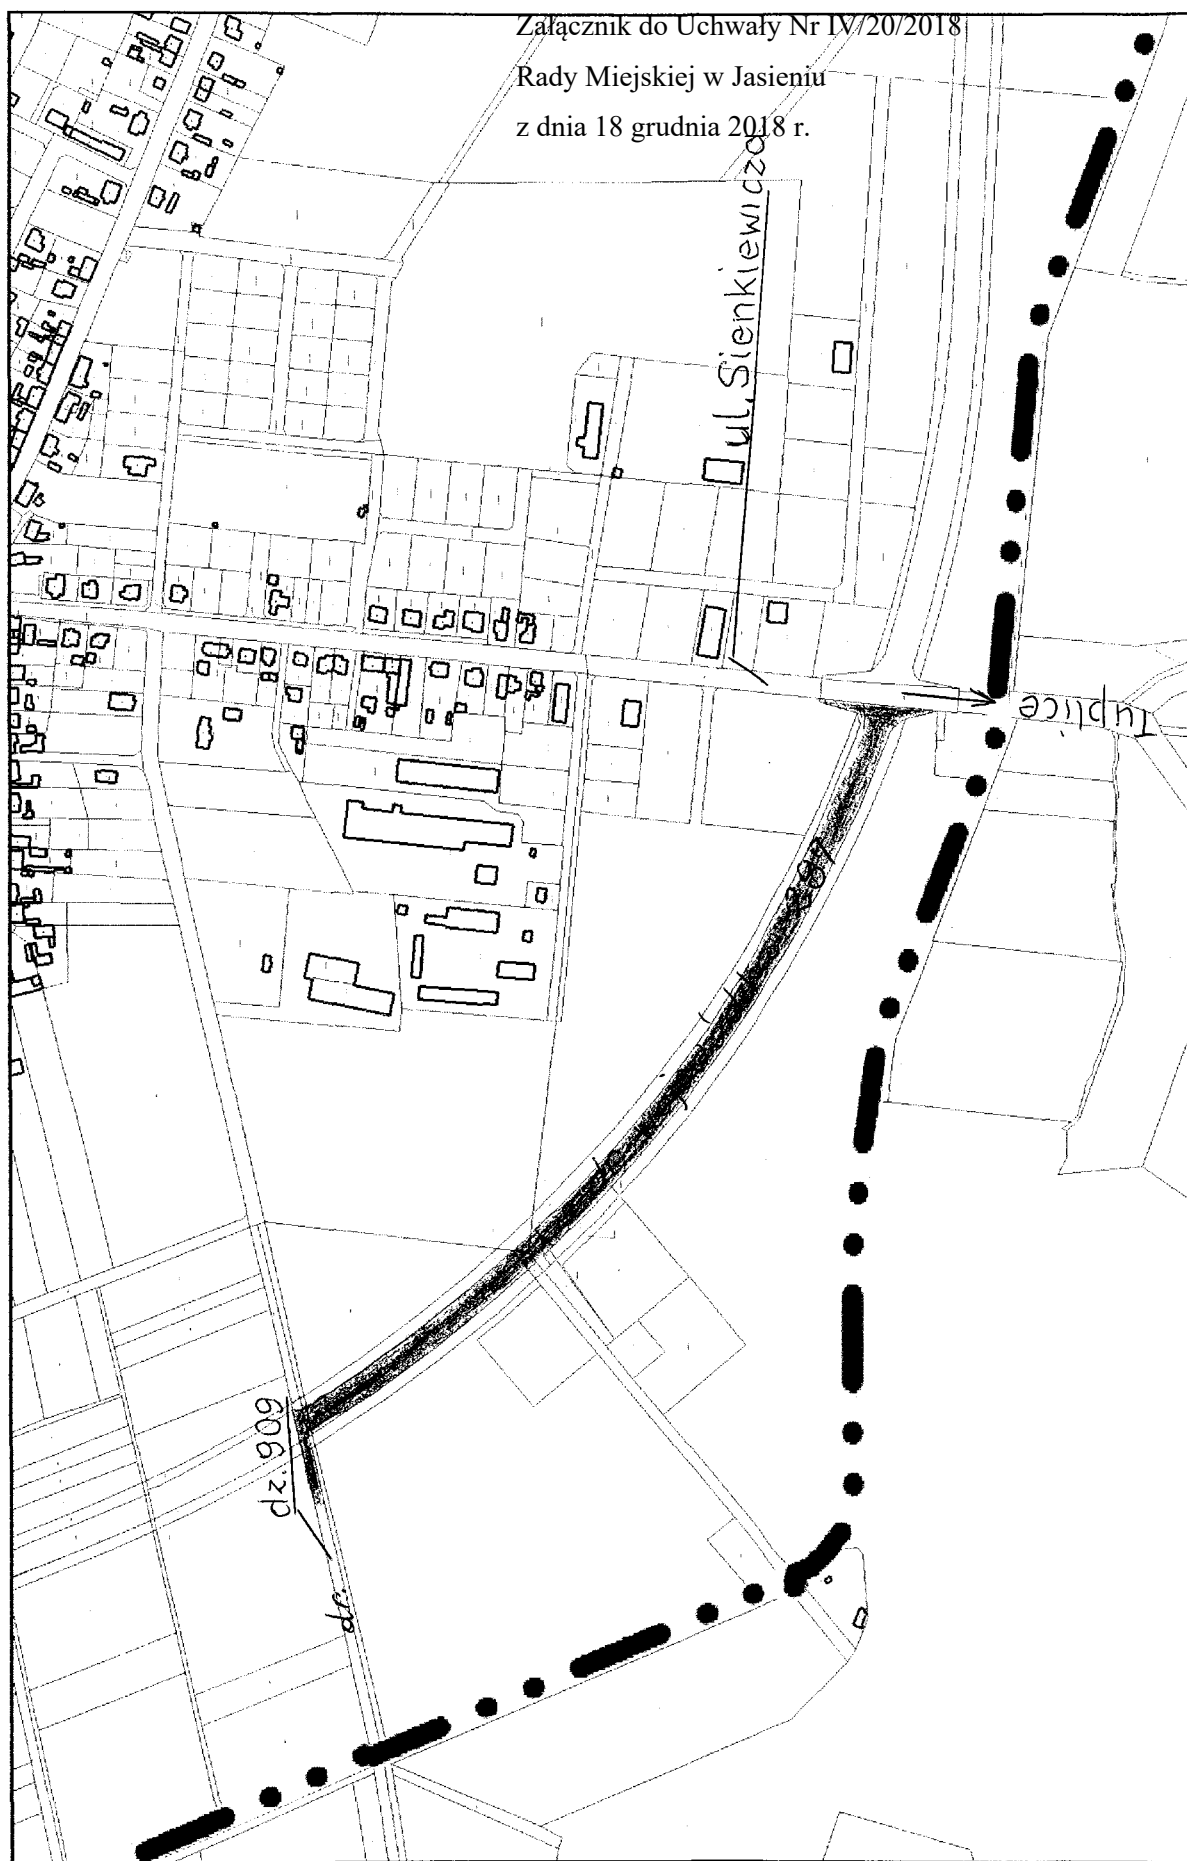 Załącznik do Uchwały Nr IV/20/2018
Rady Miejskiej w Jasieniu
z dnia 18 grudnia 2018 r.
ul. Sienkiewicza
Tuplice
dz. 909
dr.